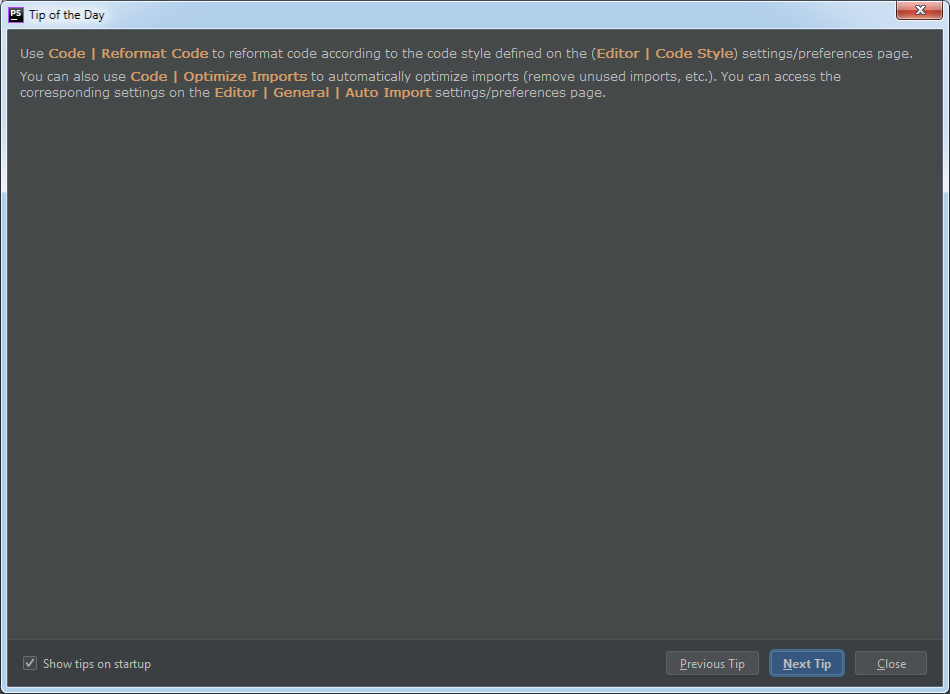 PS Tip of the Day
Use Code | Reformat Code to reformat code according to the code style defined on the (Editor | Code Style) settings/preferences page.
You can also use Code | Optimize Imports to automatically optimize imports (remove unused imports, etc.). You can access the
corresponding settings on the Editor | General | Auto Import settings/preferences page.
Show tips on startup
Previous Tip
Next Tip
Close